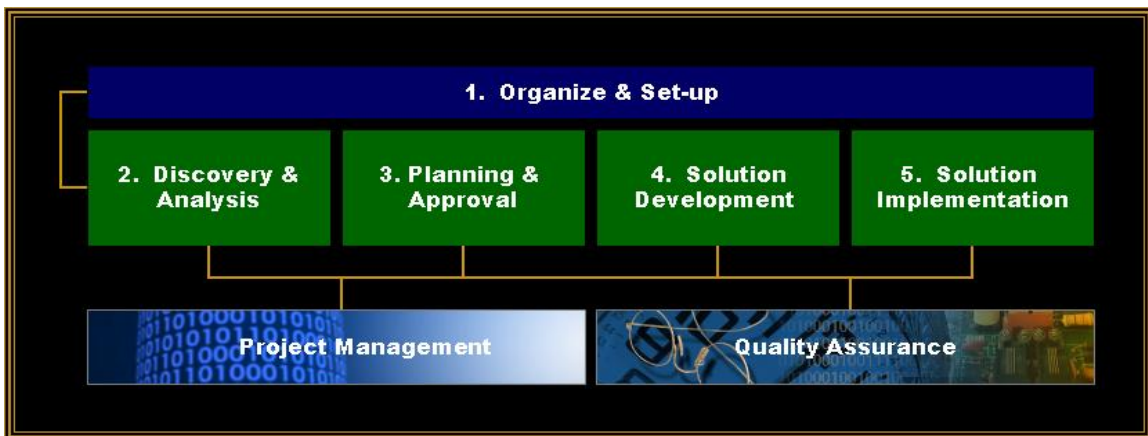 1. Organize & Set-up
2. Discovery &
Analysis
3. Planning &
Approval
4. Solution
Development
5. Solution
Implementation
Project Management
Quality Assurance